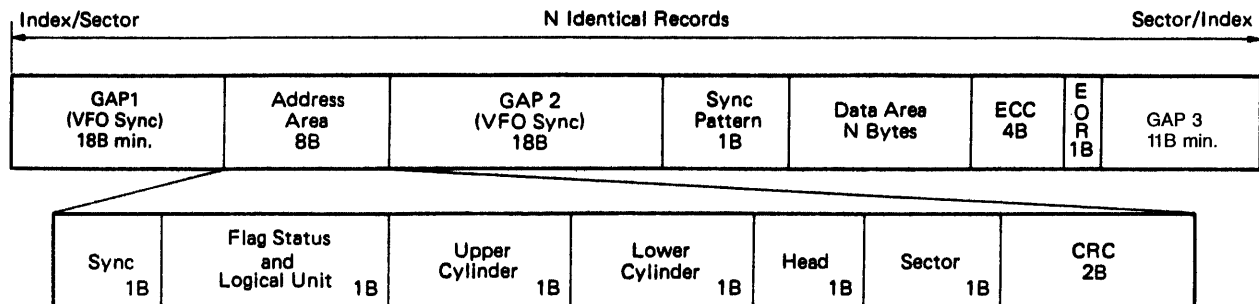 Index/Sector N Identical Records Sector/Index
GAP1
(VFO Sync)
18B min.
Address
Area
8B
GAP 2
(VFO Sync)
18B
Sync
Pattern
1B
Data Area
N Bytes
ECC
4B
E
O
R
1B
GAP 3
11B min.
Sync
1B
Flag Status
and
Logical Unit 1B
Upper
Cylinder 1B
Lower
Cylinder 1B
Head
1B
Sector
1B
CRC
2B